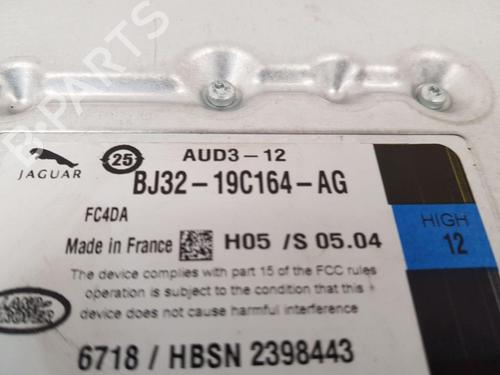 B-PARTS
25
AUD3-12
JAGUAR
BJ32-19C164-AG
FC4DA
HIGH
12
Made in France
H05 /S 05.04
The device complies with part 15 of the FCC rules
operation is subject to the condition that this
device does not cause harmful interference
6718 / HBSN 2398443